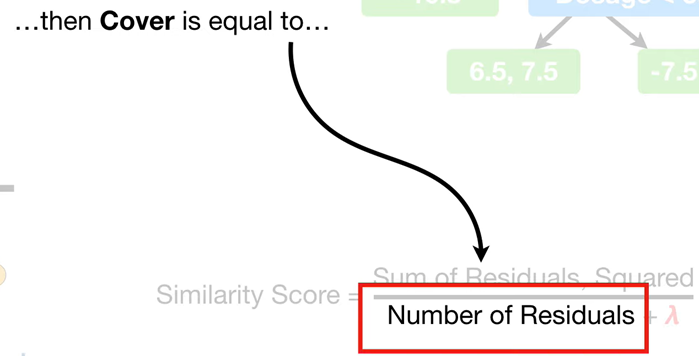 …then Cover is equal to…
6.5, 7.5
-7.5
Sum of Residuals, Squared
Similarity Score =
Number of Residuals + λ